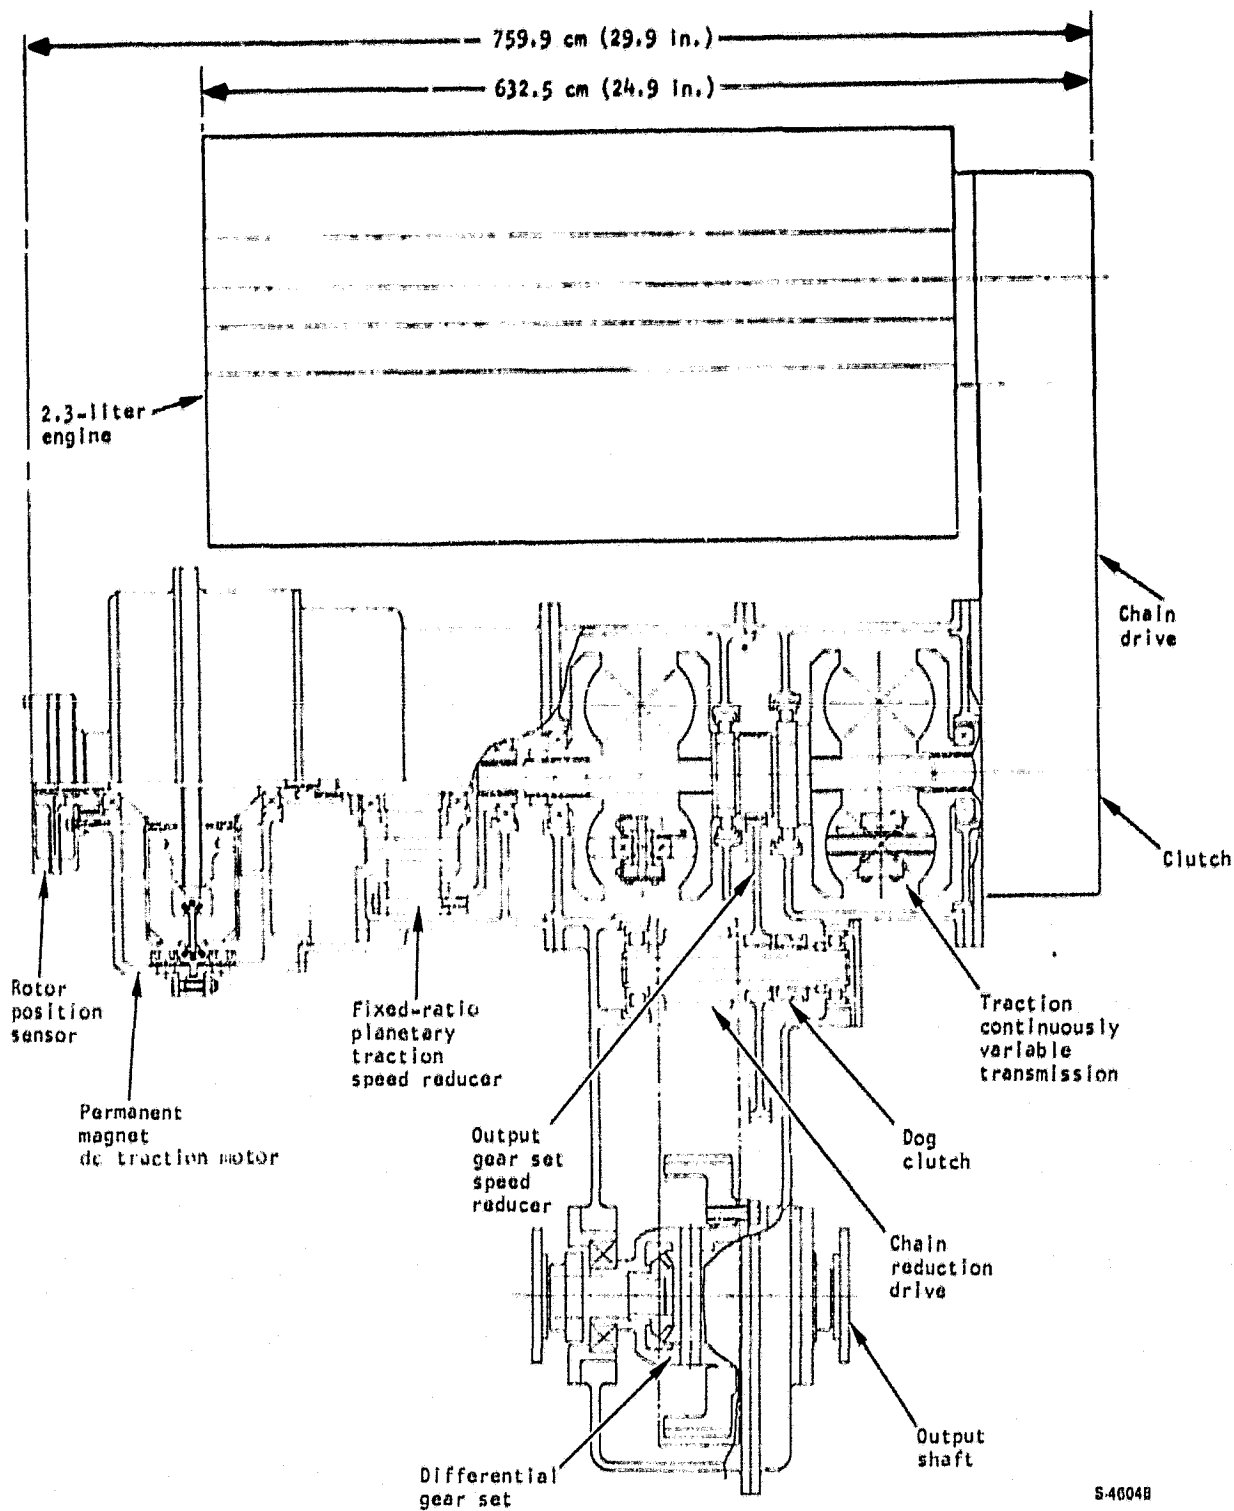 759.9 cm (29.9 in.)
632.5 cm (24.9 in.)
2.3-liter
engine
Chain
drive
Clutch
Rotor
position
sensor
Fixed-ratio
planetary
traction
speed reducer
Traction
continuously
variable
transmission
Permanent
magnet
dc traction motor
Output
gear set
speed
reducer
Dog
clutch
Chain
reduction
drive
Output
shaft
Differential
gear set
S-46048